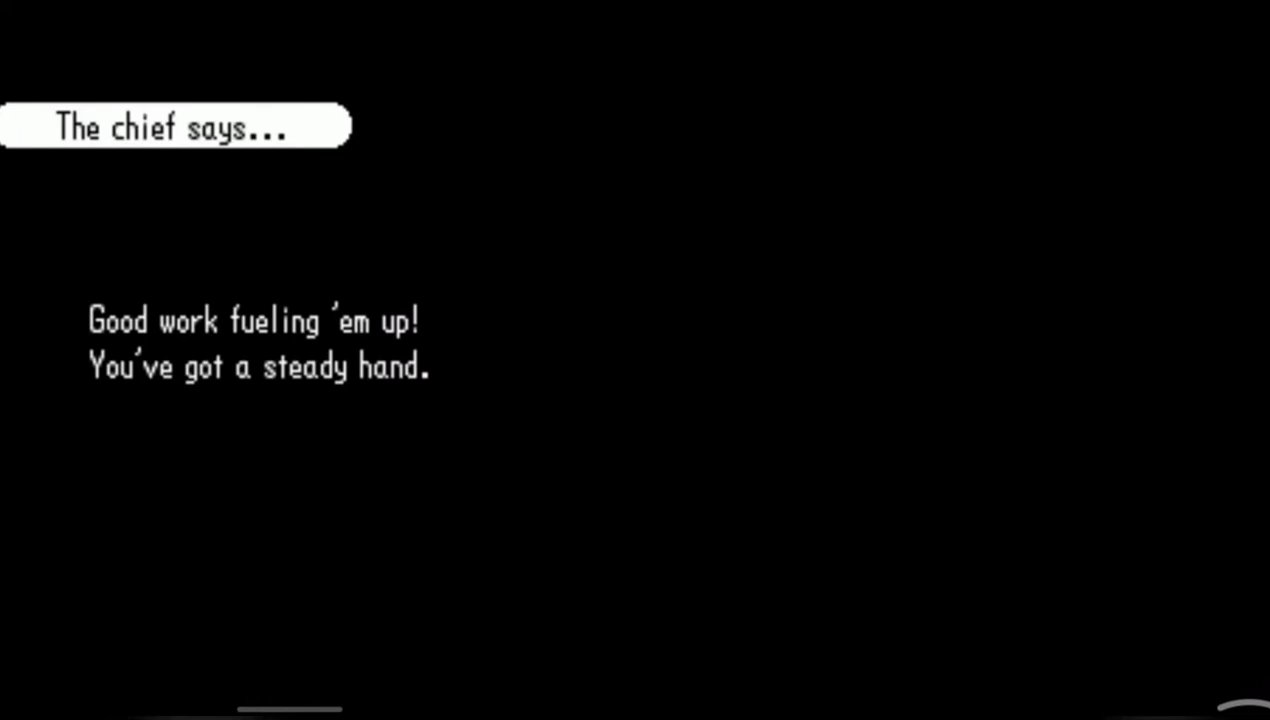 The chief says...
Good work fueling 'em up!
You've got a steady hand.